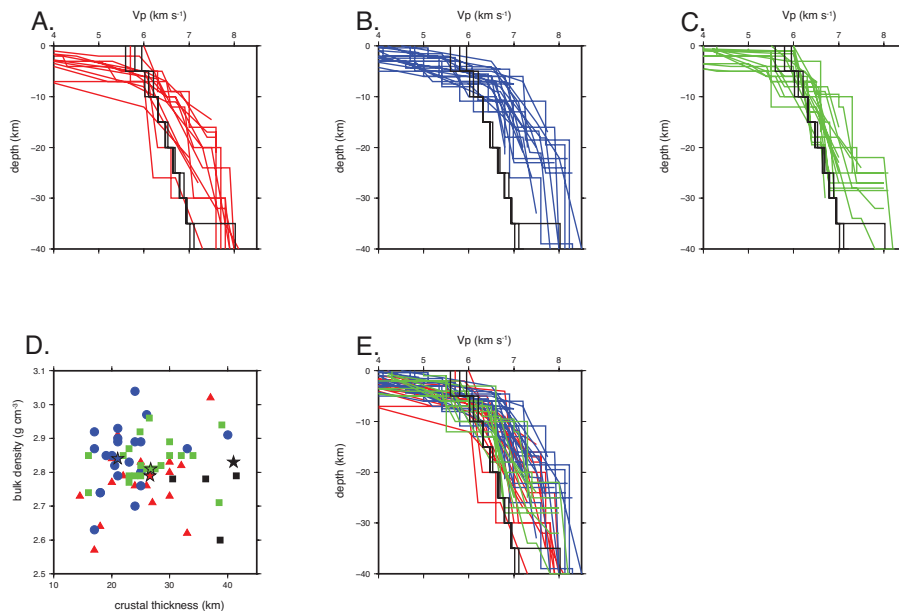 A.
Vp (km s⁻¹)
4 5 6 7 8
0
−10
−20
−30
−40
depth (km)
B.
Vp (km s⁻¹)
4 5 6 7 8
0
−10
−20
−30
−40
depth (km)
C.
Vp (km s⁻¹)
4 5 6 7 8
0
−10
−20
−30
−40
depth (km)
D.
3.1
3.0
2.9
2.8
2.7
2.6
2.5
bulk density (g cm⁻³)
10 20 30 40
crustal thickness (km)
E.
Vp (km s⁻¹)
4 5 6 7 8
0
−10
−20
−30
−40
depth (km)